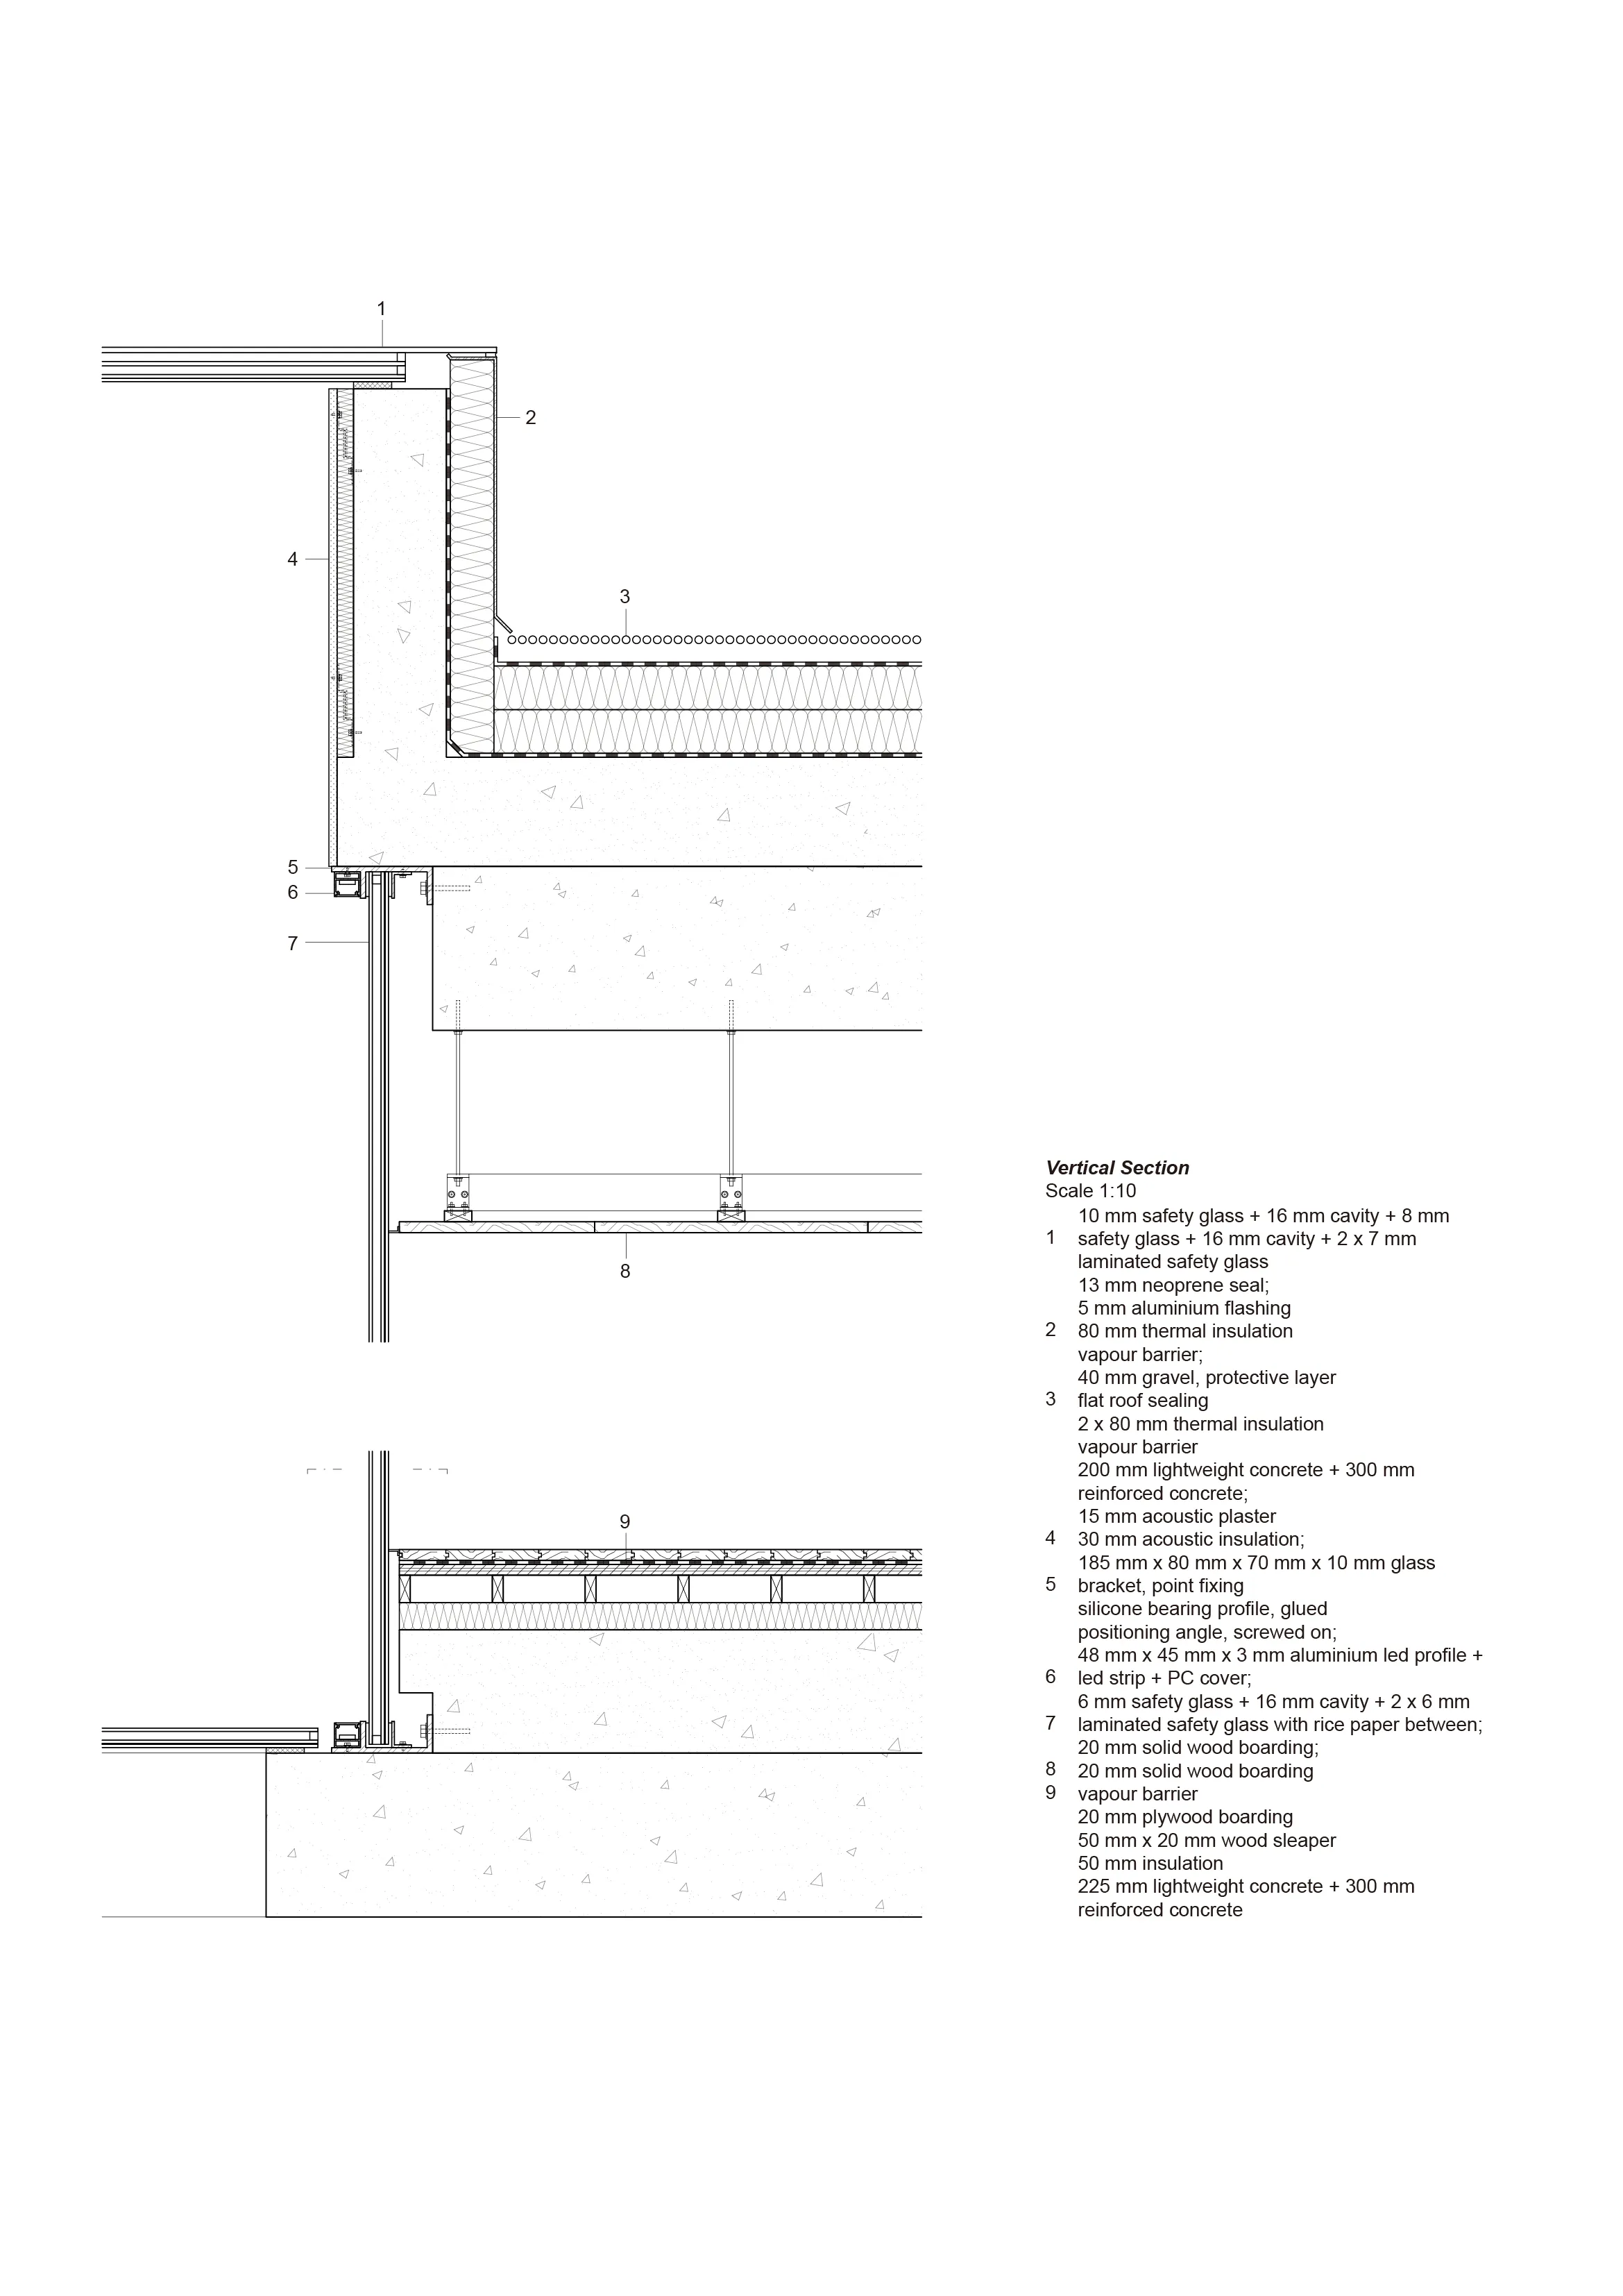 1
2
3
4
5
6
7
8
9
Vertical Section
Scale 1:10
10 mm safety glass + 16 mm cavity + 8 mm
1 safety glass + 16 mm cavity + 2 x 7 mm
laminated safety glass
13 mm neoprene seal;
5 mm aluminium flashing
2 80 mm thermal insulation
vapour barrier;
40 mm gravel, protective layer
3 flat roof sealing
2 x 80 mm thermal insulation
vapour barrier
200 mm lightweight concrete + 300 mm
reinforced concrete;
15 mm acoustic plaster
4 30 mm acoustic insulation;
185 mm x 80 mm x 70 mm x 10 mm glass
5 bracket, point fixing
silicone bearing profile, glued
positioning angle, screwed on;
48 mm x 45 mm x 3 mm aluminium led profile +
6 led strip + PC cover;
6 mm safety glass + 16 mm cavity + 2 x 6 mm
7 laminated safety glass with rice paper between;
20 mm solid wood boarding;
8 20 mm solid wood boarding
9 vapour barrier
20 mm plywood boarding
50 mm x 20 mm wood sleaper
50 mm insulation
225 mm lightweight concrete + 300 mm
reinforced concrete